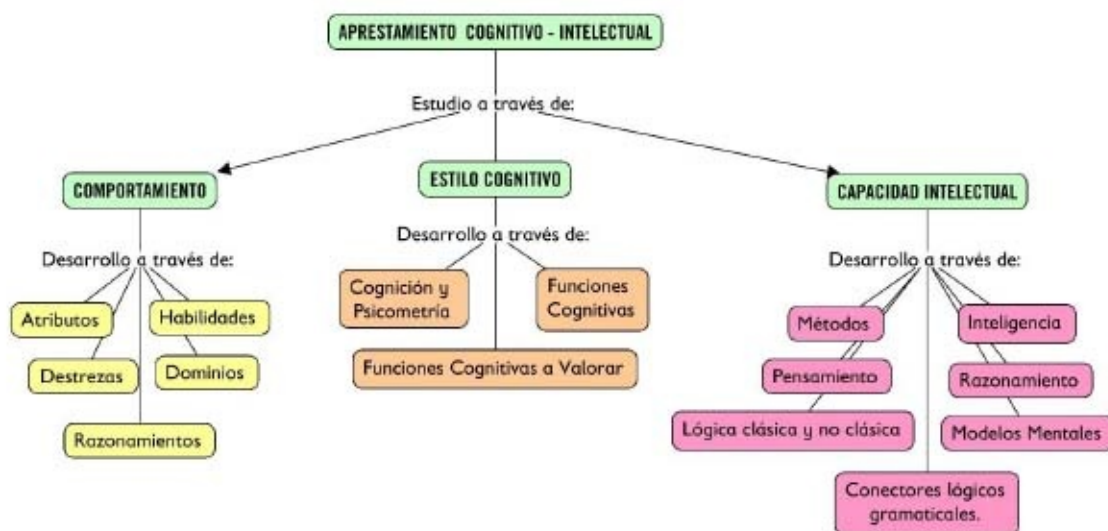 APRESTAMIENTO COGNITIVO - INTELECTUAL
Estudio a través de:
COMPORTAMIENTO
ESTILO COGNITIVO
CAPACIDAD INTELECTUAL
Desarrollo a través de:
Desarrollo a través de:
Desarrollo a través de:
Atributos
Habilidades
Destrezas
Dominios
Razonamientos
Cognición y
Psicometría
Funciones
Cognitivas
Funciones Cognitivas a Valorar
Métodos
Inteligencia
Pensamiento
Razonamiento
Lógica clásica y no clásica
Modelos Mentales
Conectores lógicos
gramaticales.